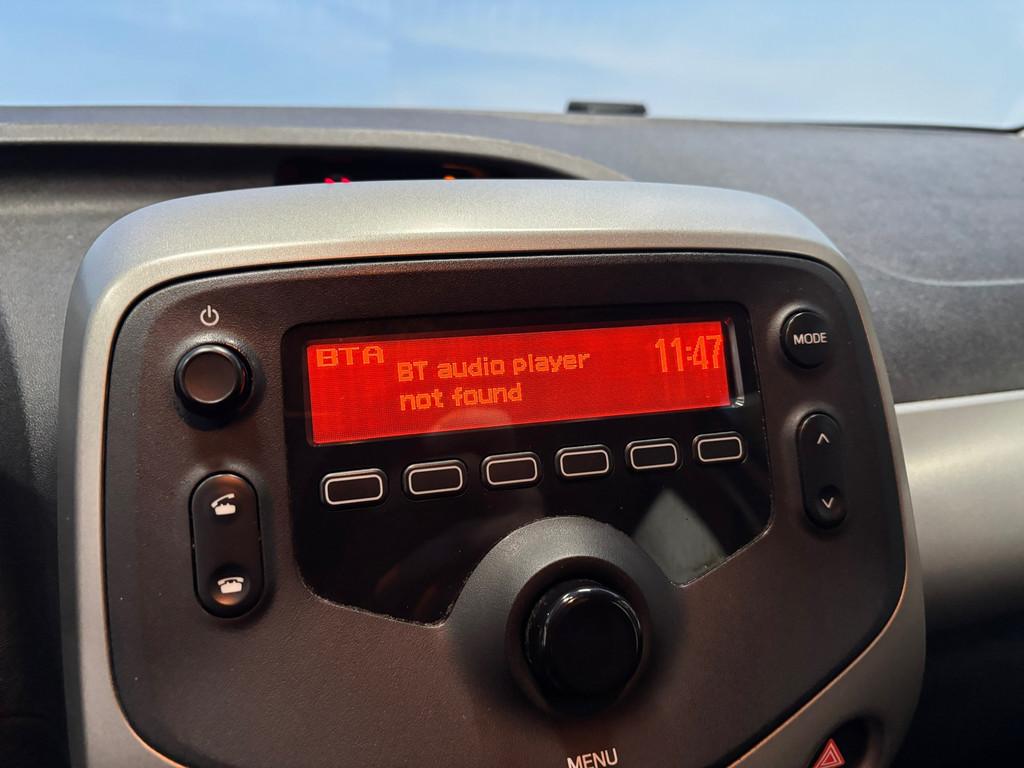 BTA
BT audio player
not found
11:47
MODE
MENU